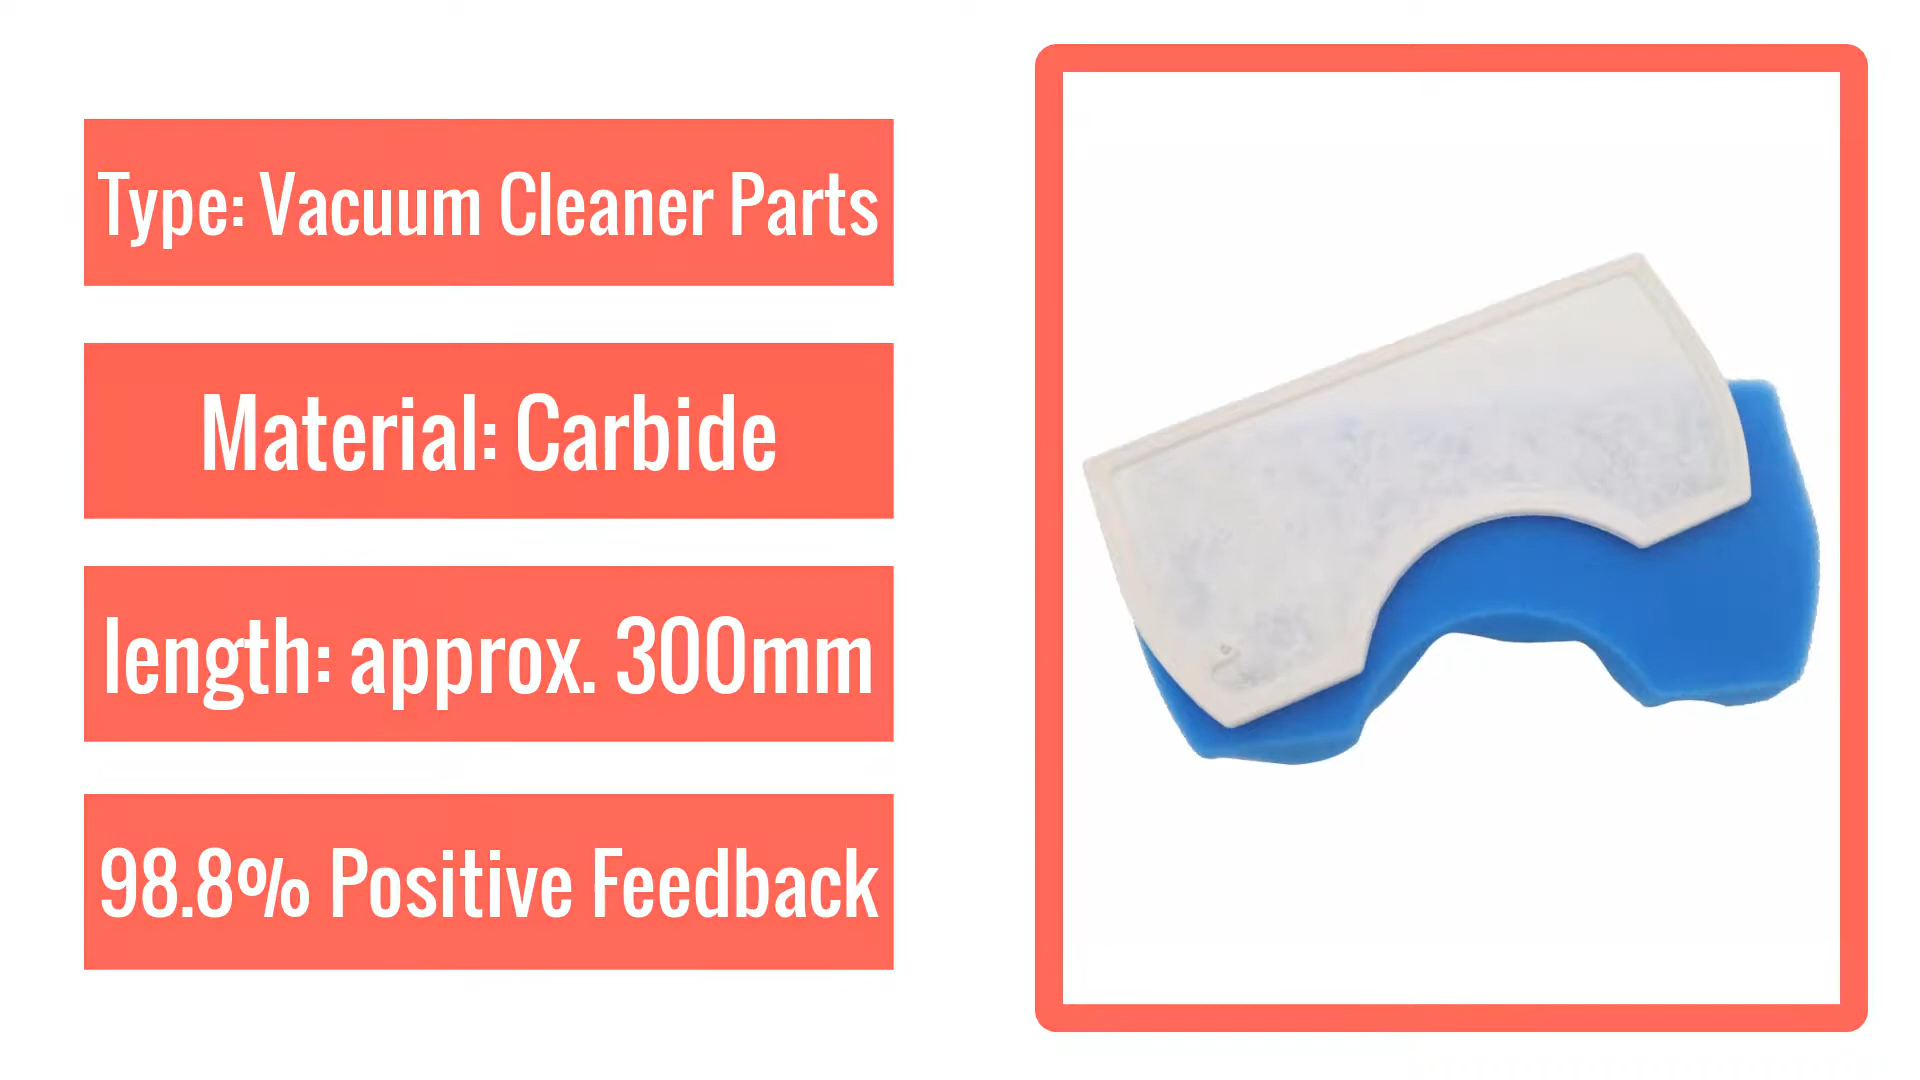 Type: Vacuum Cleaner Parts
Material: Carbide
length: approx. 300mm
98.8% Positive Feedback